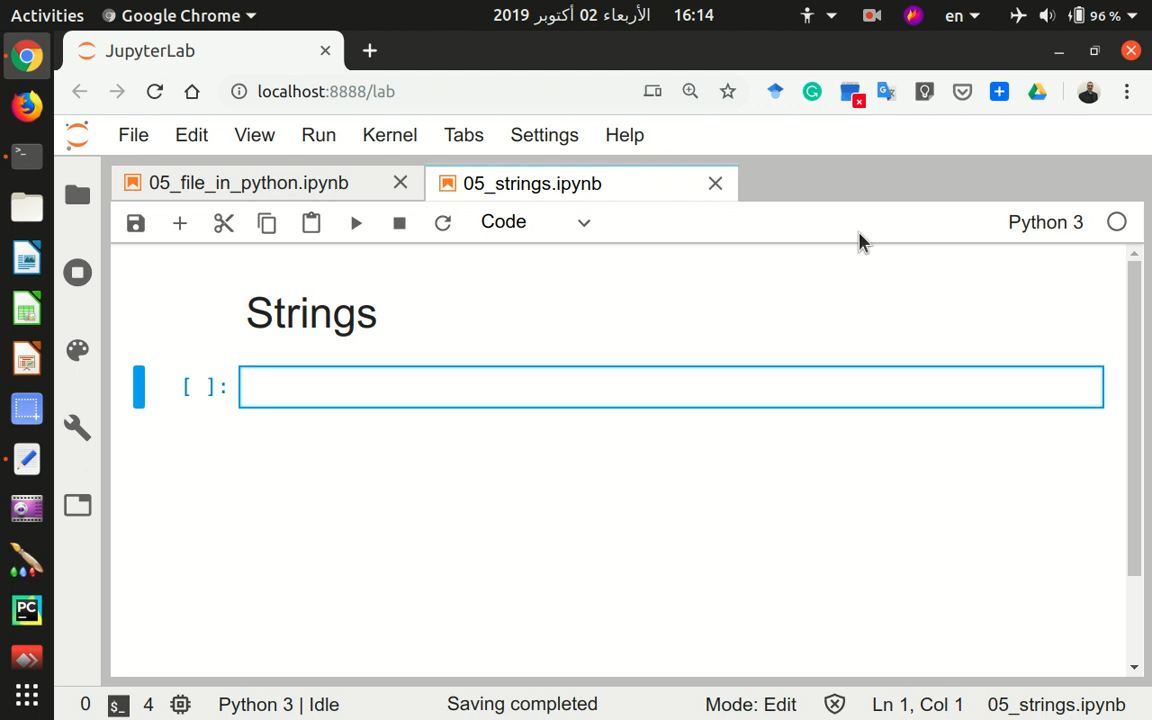 Activities Google Chrome الأربعاء 02 أكتوبر 2019 16:14 en 96 %
JupyterLab
localhost:8888/lab
File Edit View Run Kernel Tabs Settings Help
05_file_in_python.ipynb 05_strings.ipynb
Code Python 3
Strings
[ ]:
PC
0 $_ 4 Python 3 | Idle Saving completed Mode: Edit Ln 1, Col 1 05_strings.ipynb